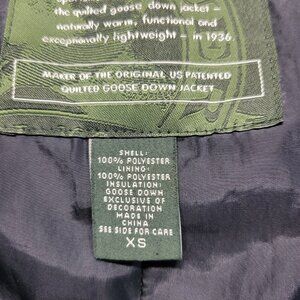 the quilted goose down jacket –
naturally warm, functional and
exceptionally lightweight – in 1936.
MAKER OF THE ORIGINAL US PATENTED
QUILTED GOOSE DOWN JACKET
SHELL:
100% POLYESTER
LINING:
100% POLYESTER
INSULATION:
GOOSE DOWN
EXCLUSIVE OF
DECORATION
MADE IN
CHINA
SEE SIDE FOR CARE
XS